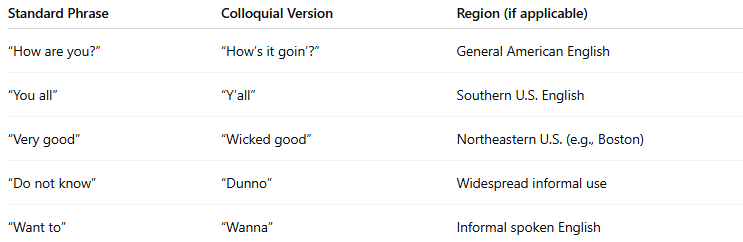 Standard Phrase Colloquial Version Region (if applicable)
“How are you?” “How’s it goin’?” General American English
“You all” “Y’all” Southern U.S. English
“Very good” “Wicked good” Northeastern U.S. (e.g., Boston)
“Do not know” “Dunno” Widespread informal use
“Want to” “Wanna” Informal spoken English